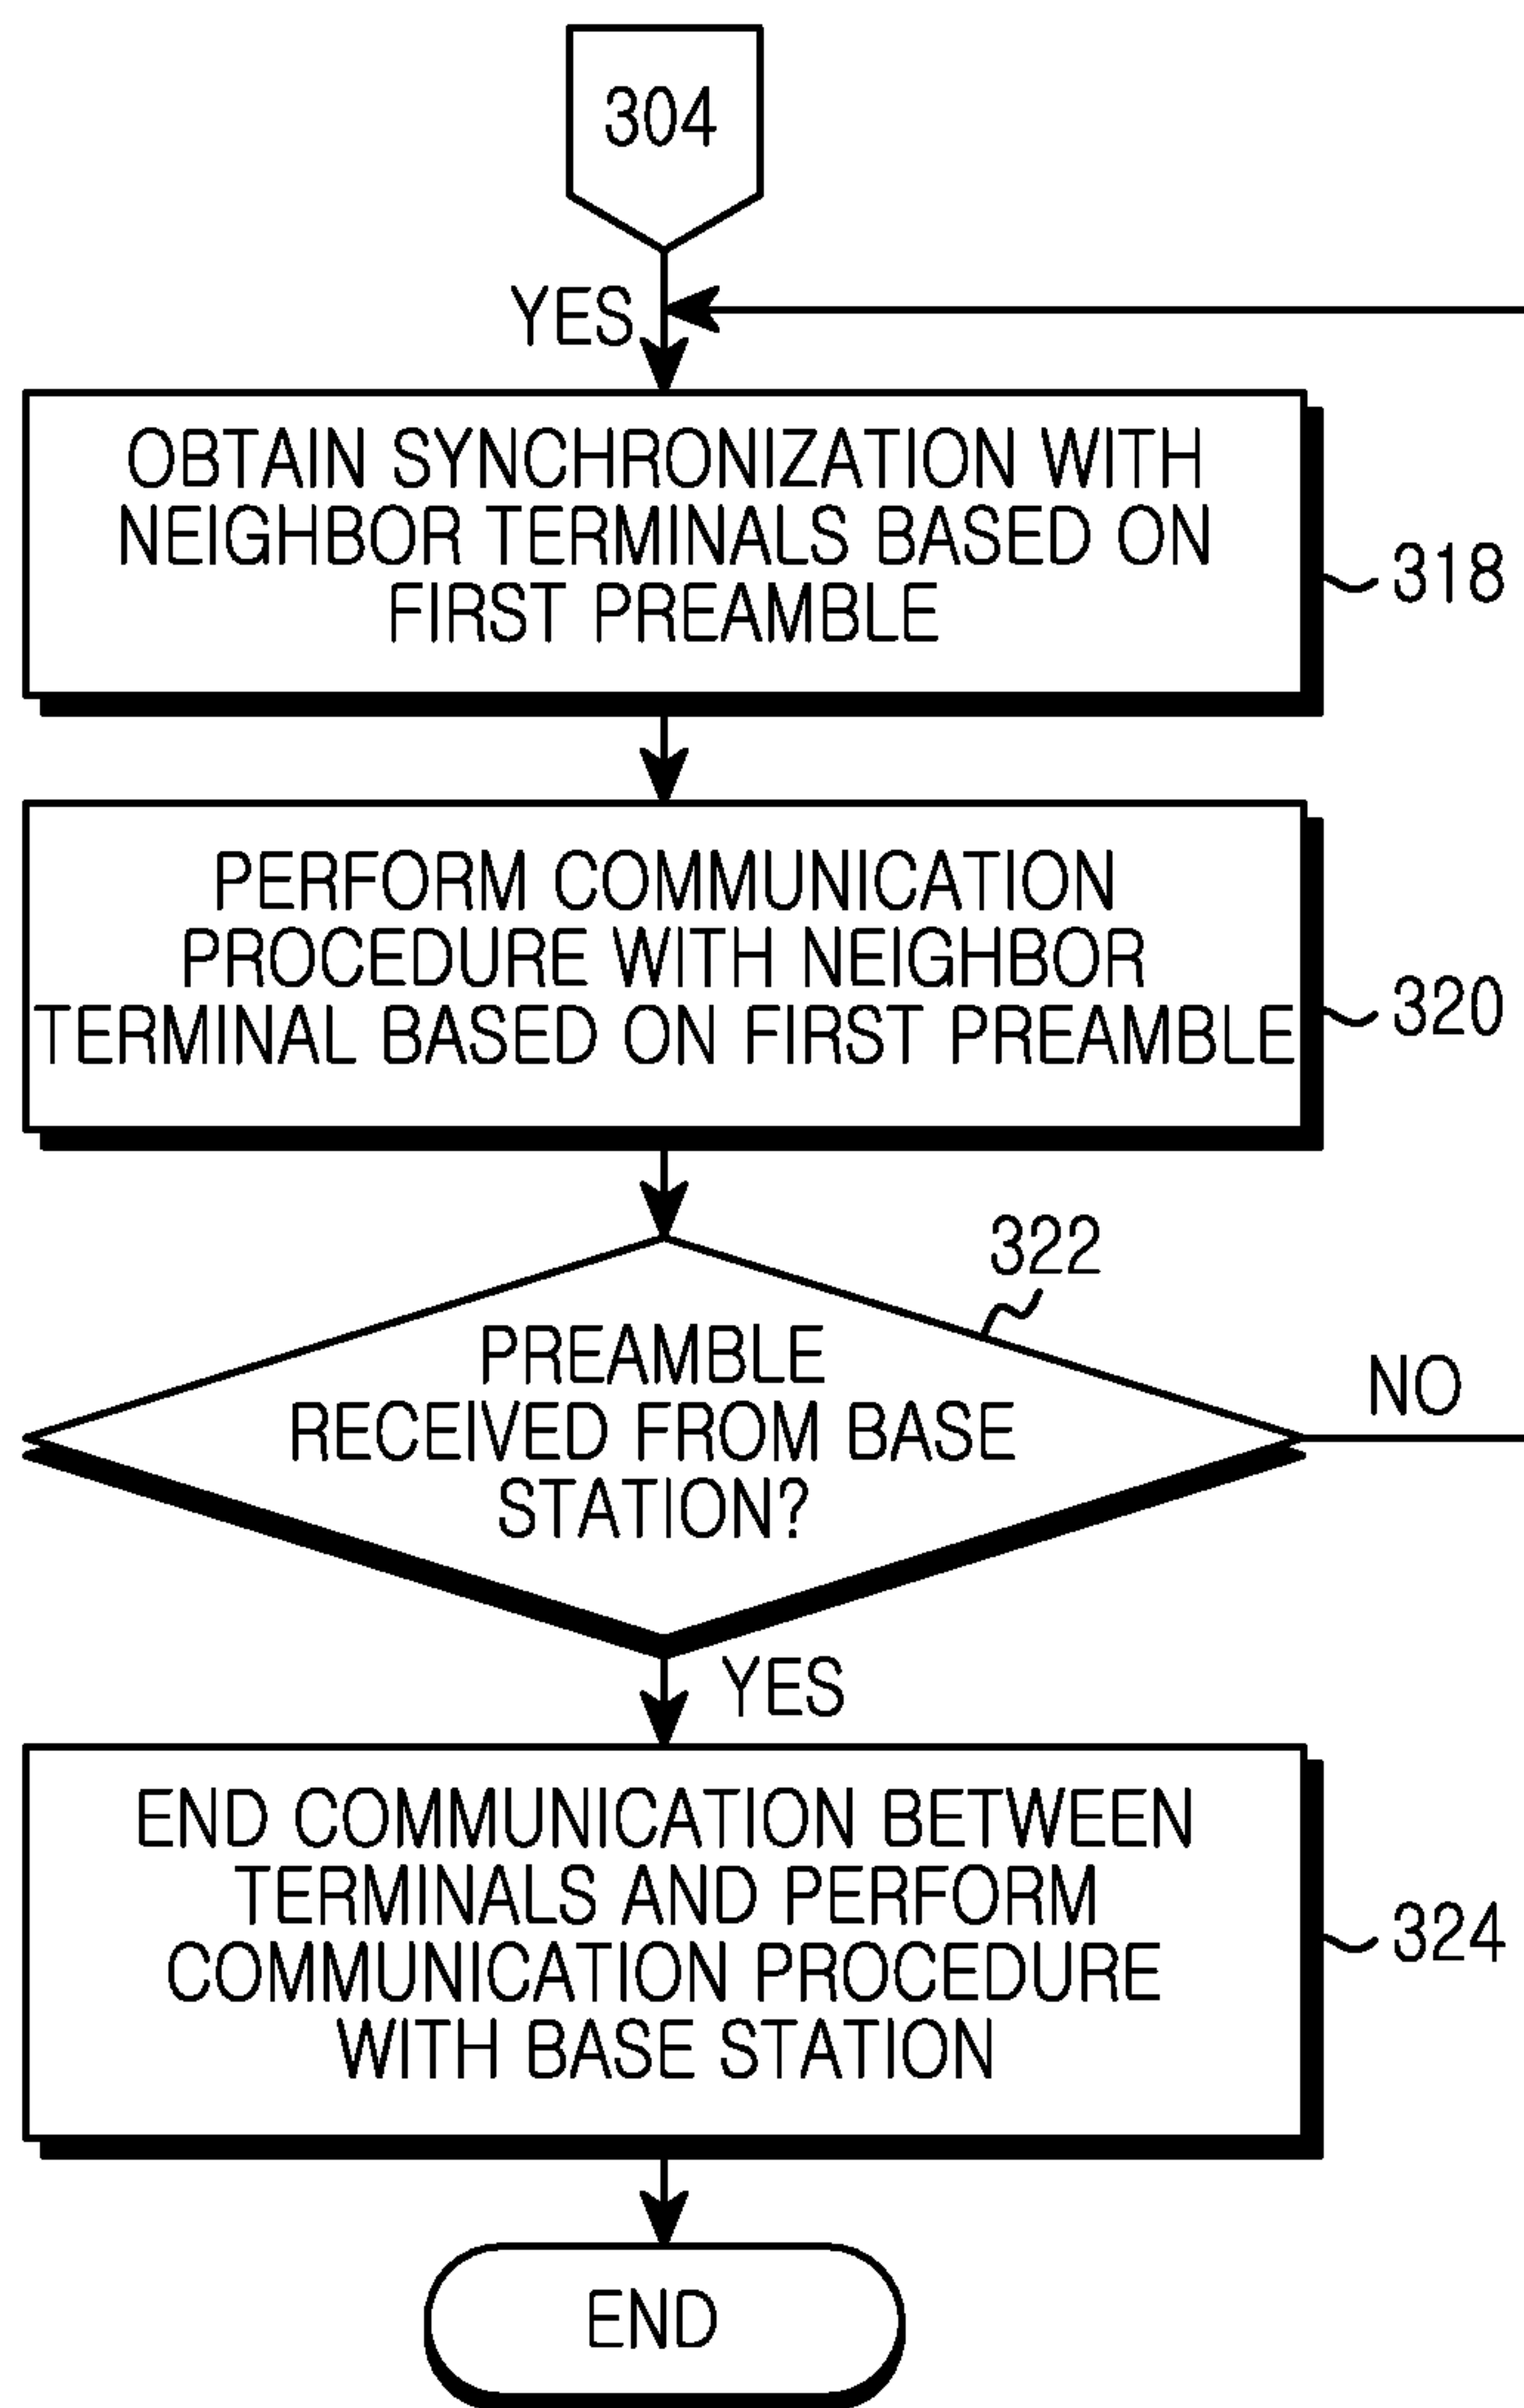 304
YES
OBTAIN SYNCHRONIZATION WITH
NEIGHBOR TERMINALS BASED ON
FIRST PREAMBLE
318
PERFORM COMMUNICATION
PROCEDURE WITH NEIGHBOR
TERMINAL BASED ON FIRST PREAMBLE
320
322
PREAMBLE
RECEIVED FROM BASE
STATION?
NO
YES
END COMMUNICATION BETWEEN
TERMINALS AND PERFORM
COMMUNICATION PROCEDURE
WITH BASE STATION
324
END